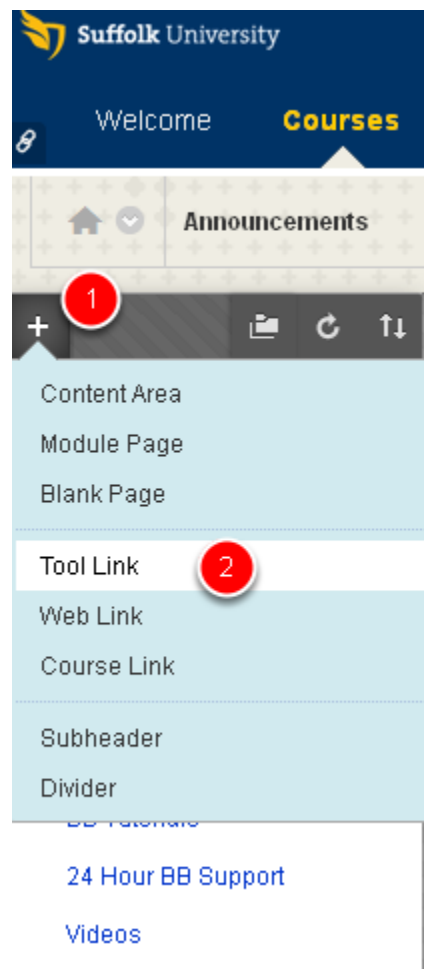 Suffolk University
Welcome Courses
Announcements
1
+
Content Area
Module Page
Blank Page
Tool Link 2
Web Link
Course Link
Subheader
Divider
24 Hour BB Support
Videos